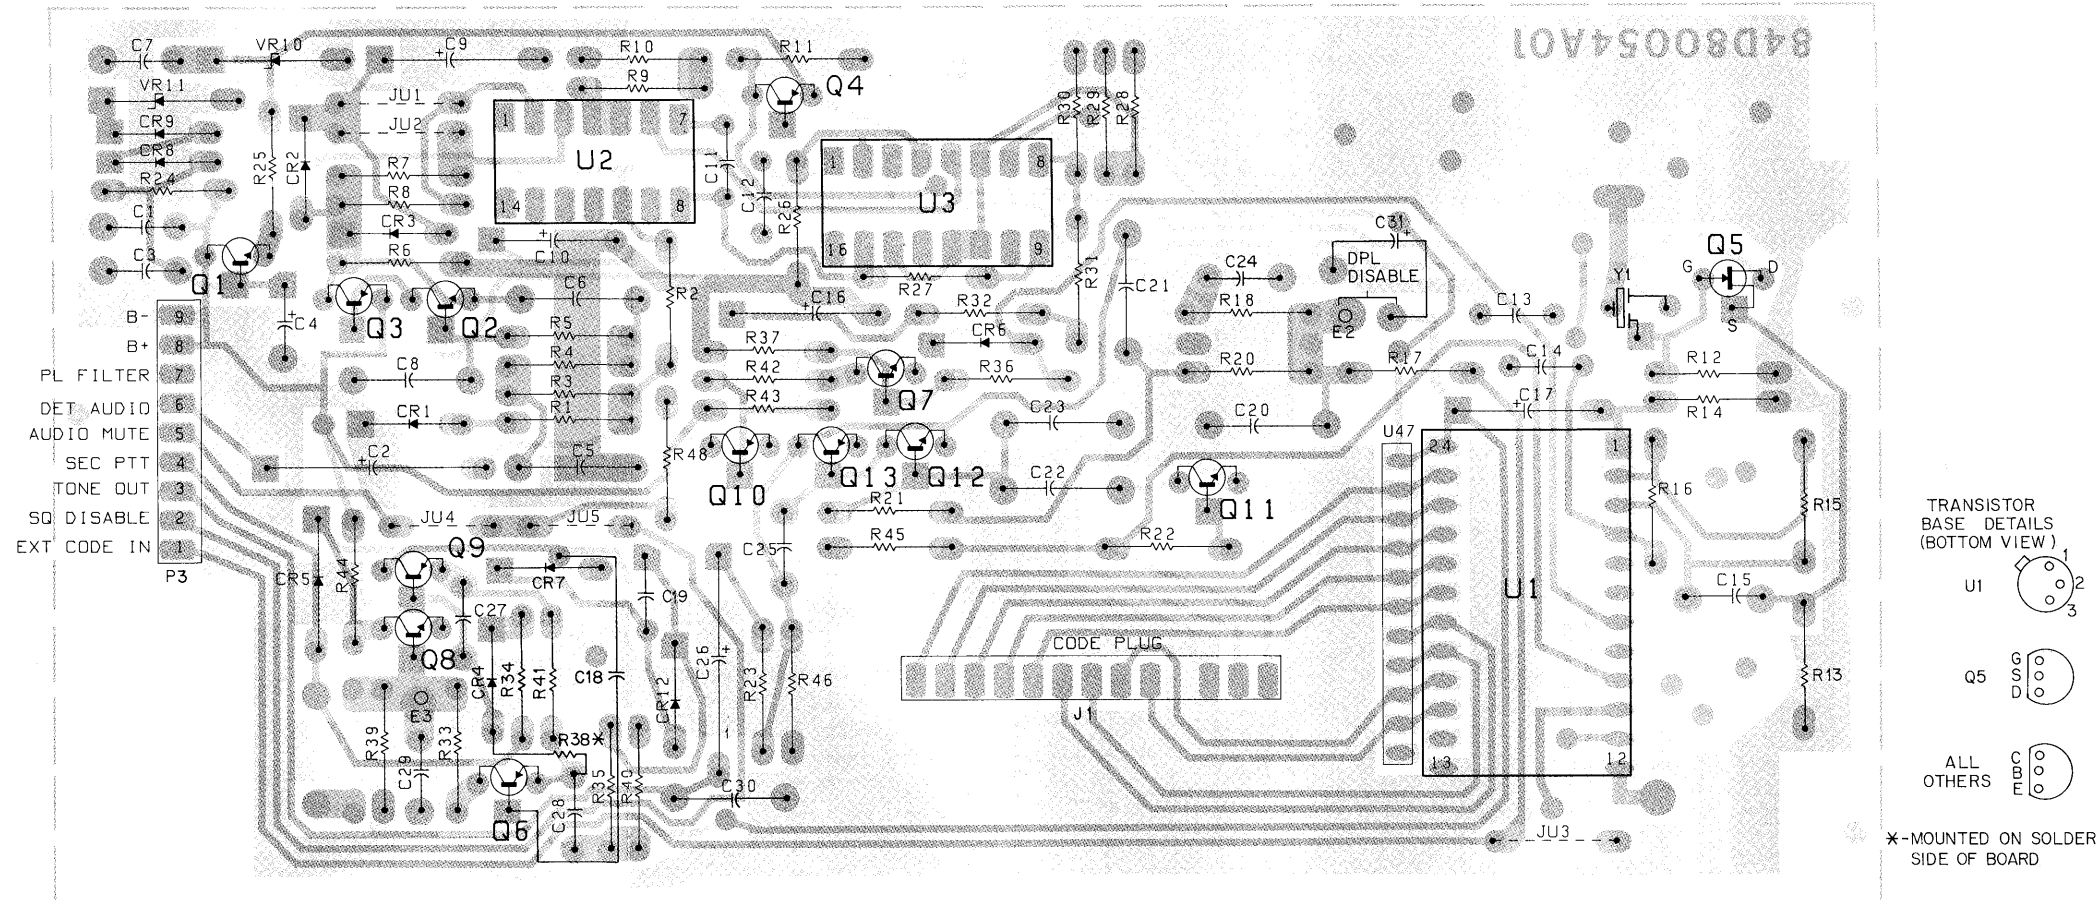 84D80054A01
C7
VR10
C9
R10
R11
VR11
R9
Q4
JU1
CR9
JU2
1
7
U2
R30
R29
R28
CR8
R25
CR2
R7
C11
1
8
R24
R8
14
8
C12
R26
U3
C1
CR3
C10
16
9
C31
Q5
C3
R6
DPL
DISABLE
G
D
Q1
C6
R2
R27
R31
C21
C24
Y1
C4
Q3
Q2
C16
R32
R18
E2
C13
S
B- 9
B+ 8
R5
R37
CR6
PL FILTER 7
C8
R4
R42
R36
R20
R17
C14
R12
DET AUDIO 6
R3
R43
Q7
C17
R14
AUDIO MUTE 5
CR1
R1
C23
C20
U47
24
1
SEC PTT 4
C2
C5
R48
TONE OUT 3
Q10
Q13
Q12
C22
Q11
R16
R15
SQ DISABLE 2
JU4
JU5
R21
EXT CODE IN 1
P3
Q9
C25
R45
R22
CR5
R44
CR7
C19
U1
C15
C27
Q8
CODE PLUG
CR4
R34
R41
C18
CR12
C26
R23
R46
R13
E3
J1
R39
C29
R33
R38*
Q6
C28
R35
R40
C30
13
12
JU3
TRANSISTOR
BASE DETAILS
(BOTTOM VIEW)
U1
1
2
3
Q5
G
S
D
ALL
OTHERS
C
B
E
*-MOUNTED ON SOLDER
SIDE OF BOARD